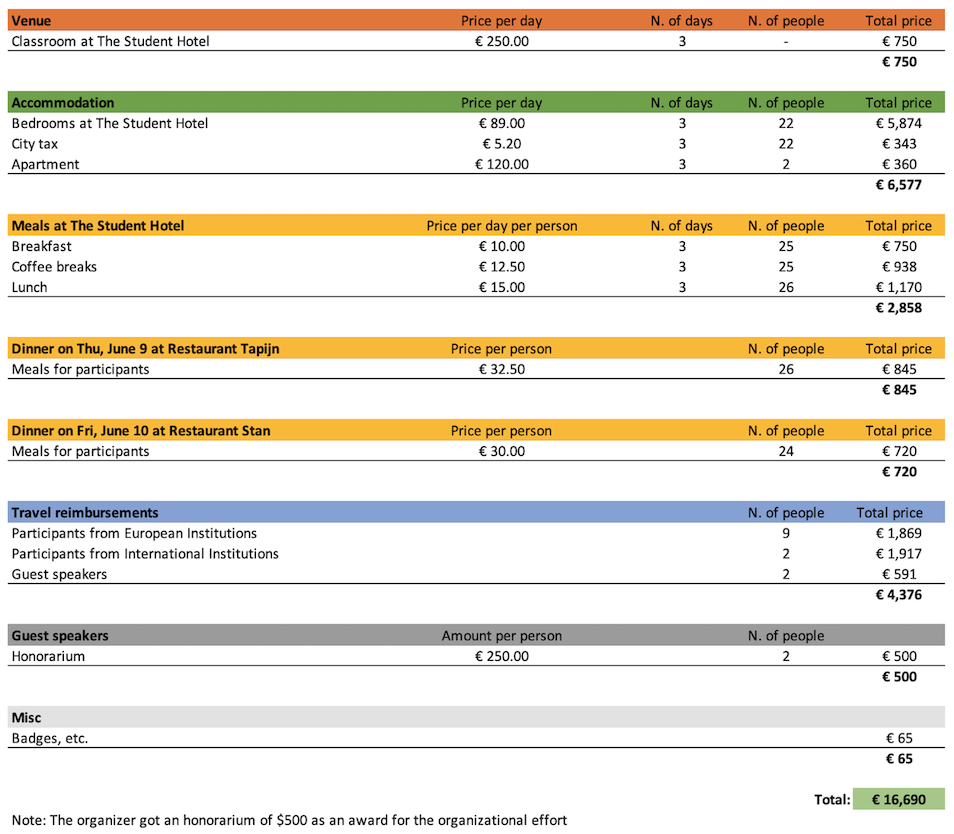 Venue Price per day N. of days N. of people Total price
Classroom at The Student Hotel € 250.00 3 - € 750
€ 750
Accommodation Price per day N. of days N. of people Total price
Bedrooms at The Student Hotel € 89.00 3 22 € 5,874
City tax € 5.20 3 22 € 343
Apartment € 120.00 3 2 € 360
€ 6,577
Meals at The Student Hotel Price per day per person N. of days N. of people Total price
Breakfast € 10.00 3 25 € 750
Coffee breaks € 12.50 3 25 € 938
Lunch € 15.00 3 26 € 1,170
€ 2,858
Dinner on Thu, June 9 at Restaurant Tapijn Price per person N. of people Total price
Meals for participants € 32.50 26 € 845
€ 845
Dinner on Fri, June 10 at Restaurant Stan Price per person N. of people Total price
Meals for participants € 30.00 24 € 720
€ 720
Travel reimbursements N. of people Total price
Participants from European Institutions 9 € 1,869
Participants from International Institutions 2 € 1,917
Guest speakers 2 € 591
€ 4,376
Guest speakers Amount per person N. of people
Honorarium € 250.00 2 € 500
€ 500
Misc
Badges, etc. € 65
€ 65
Total: € 16,690
Note: The organizer got an honorarium of $500 as an award for the organizational effort